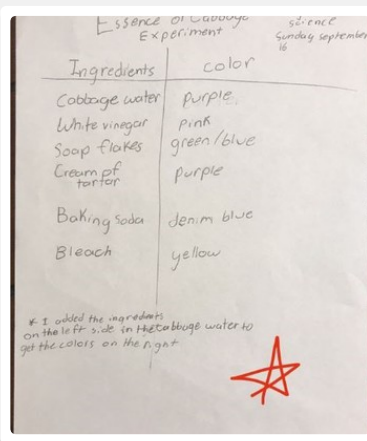 Essence of Cabbage
Experiment
science
Sunday september
16
Ingredients color
Cabbage water purple
White vinegar pink
Soap flakes green/blue
Cream of
tartar purple
Baking soda denim blue
Bleach yellow
* I added the ingredients
on the left side in the cabbage water to
get the colors on the right